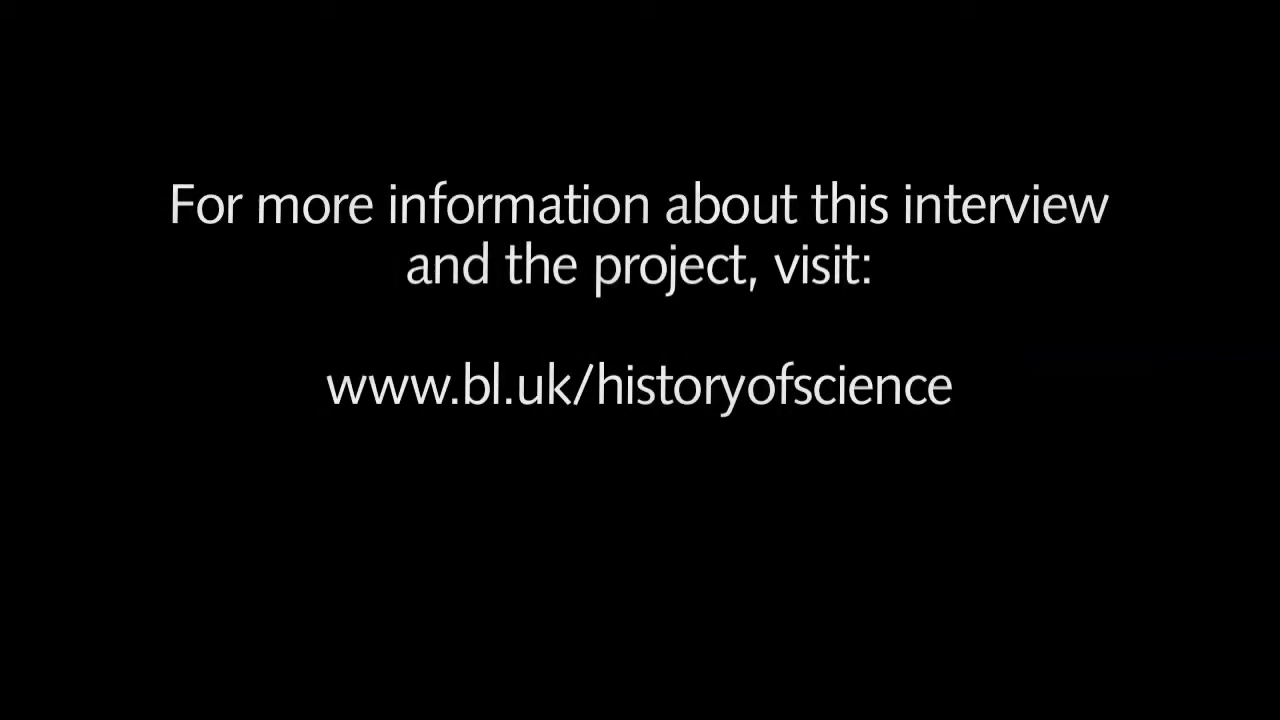 For more information about this interview
and the project, visit:
www.bl.uk/historyofscience